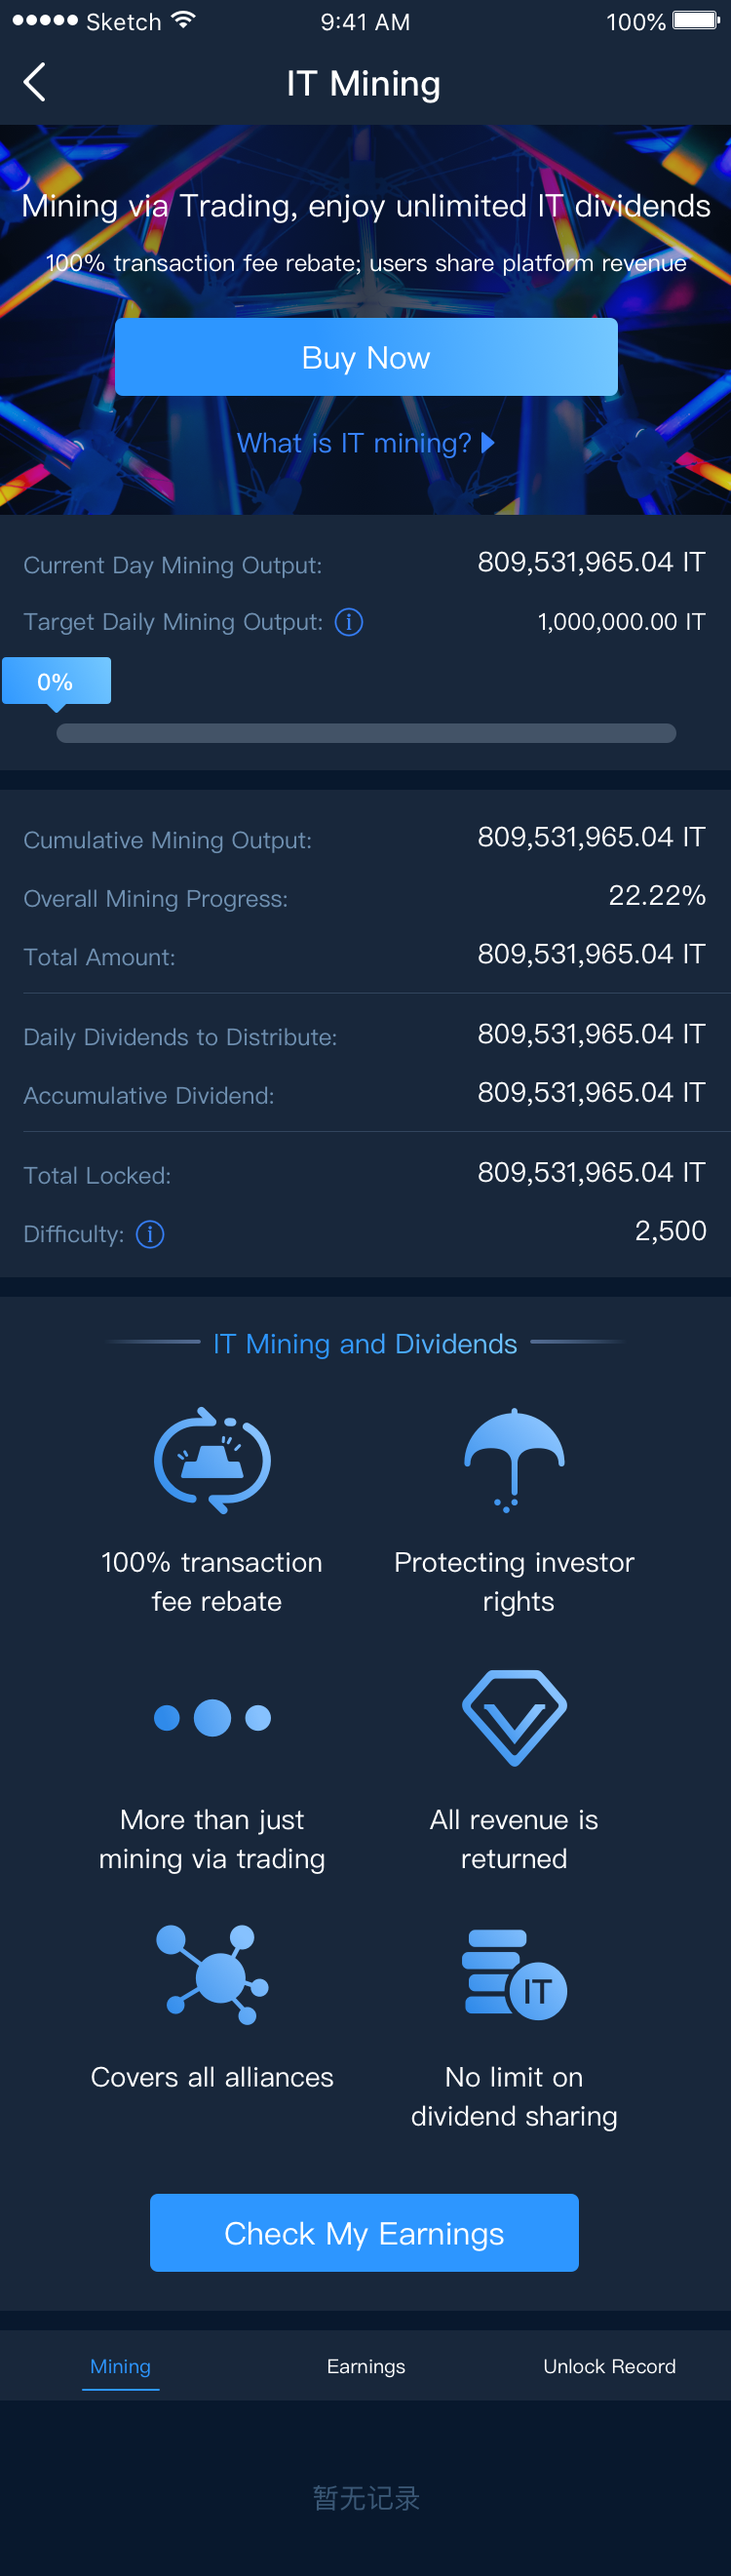 Sketch 9:41 AM 100%
IT Mining
Mining via Trading, enjoy unlimited IT dividends
100% transaction fee rebate; users share platform revenue
Buy Now
What is IT mining?
Current Day Mining Output: 809,531,965.04 IT
Target Daily Mining Output: i 1,000,000.00 IT
0%
Cumulative Mining Output: 809,531,965.04 IT
Overall Mining Progress: 22.22%
Total Amount: 809,531,965.04 IT
Daily Dividends to Distribute: 809,531,965.04 IT
Accumulative Dividend: 809,531,965.04 IT
Total Locked: 809,531,965.04 IT
Difficulty: i 2,500
IT Mining and Dividends
100% transaction
fee rebate
Protecting investor
rights
More than just
mining via trading
All revenue is
returned
IT
Covers all alliances
No limit on
dividend sharing
Check My Earnings
Mining Earnings Unlock Record
暂无记录